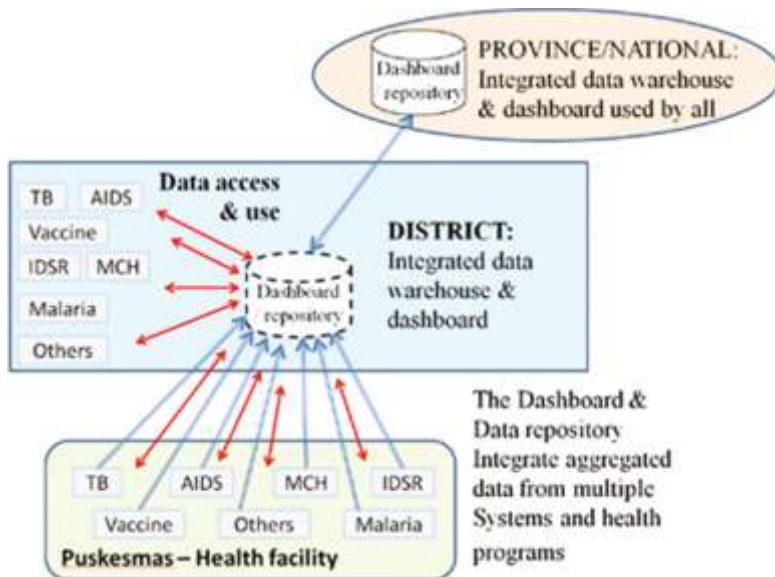 PROVINCE/NATIONAL:
Integrated data warehouse
& dashboard used by all
Dashboard
repository
Data access
& use
TB AIDS
Vaccine
IDSR MCH
Malaria
Others
Dashboard
repository
DISTRICT:
Integrated data
warehouse &
dashboard
The Dashboard &
Data repository
Integrate aggregated
data from multiple
Systems and health
programs
TB AIDS MCH IDSR
Vaccine Others Malaria
Puskesmas – Health facility